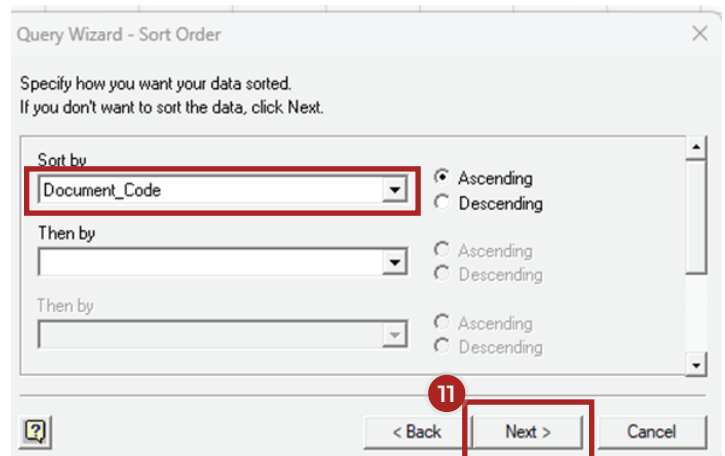 Query Wizard - Sort Order
Specify how you want your data sorted.
If you don't want to sort the data, click Next.
Sort by
Document_Code
Ascending
Descending
Then by
Ascending
Descending
Then by
Ascending
Descending
11
?
< Back
Next >
Cancel